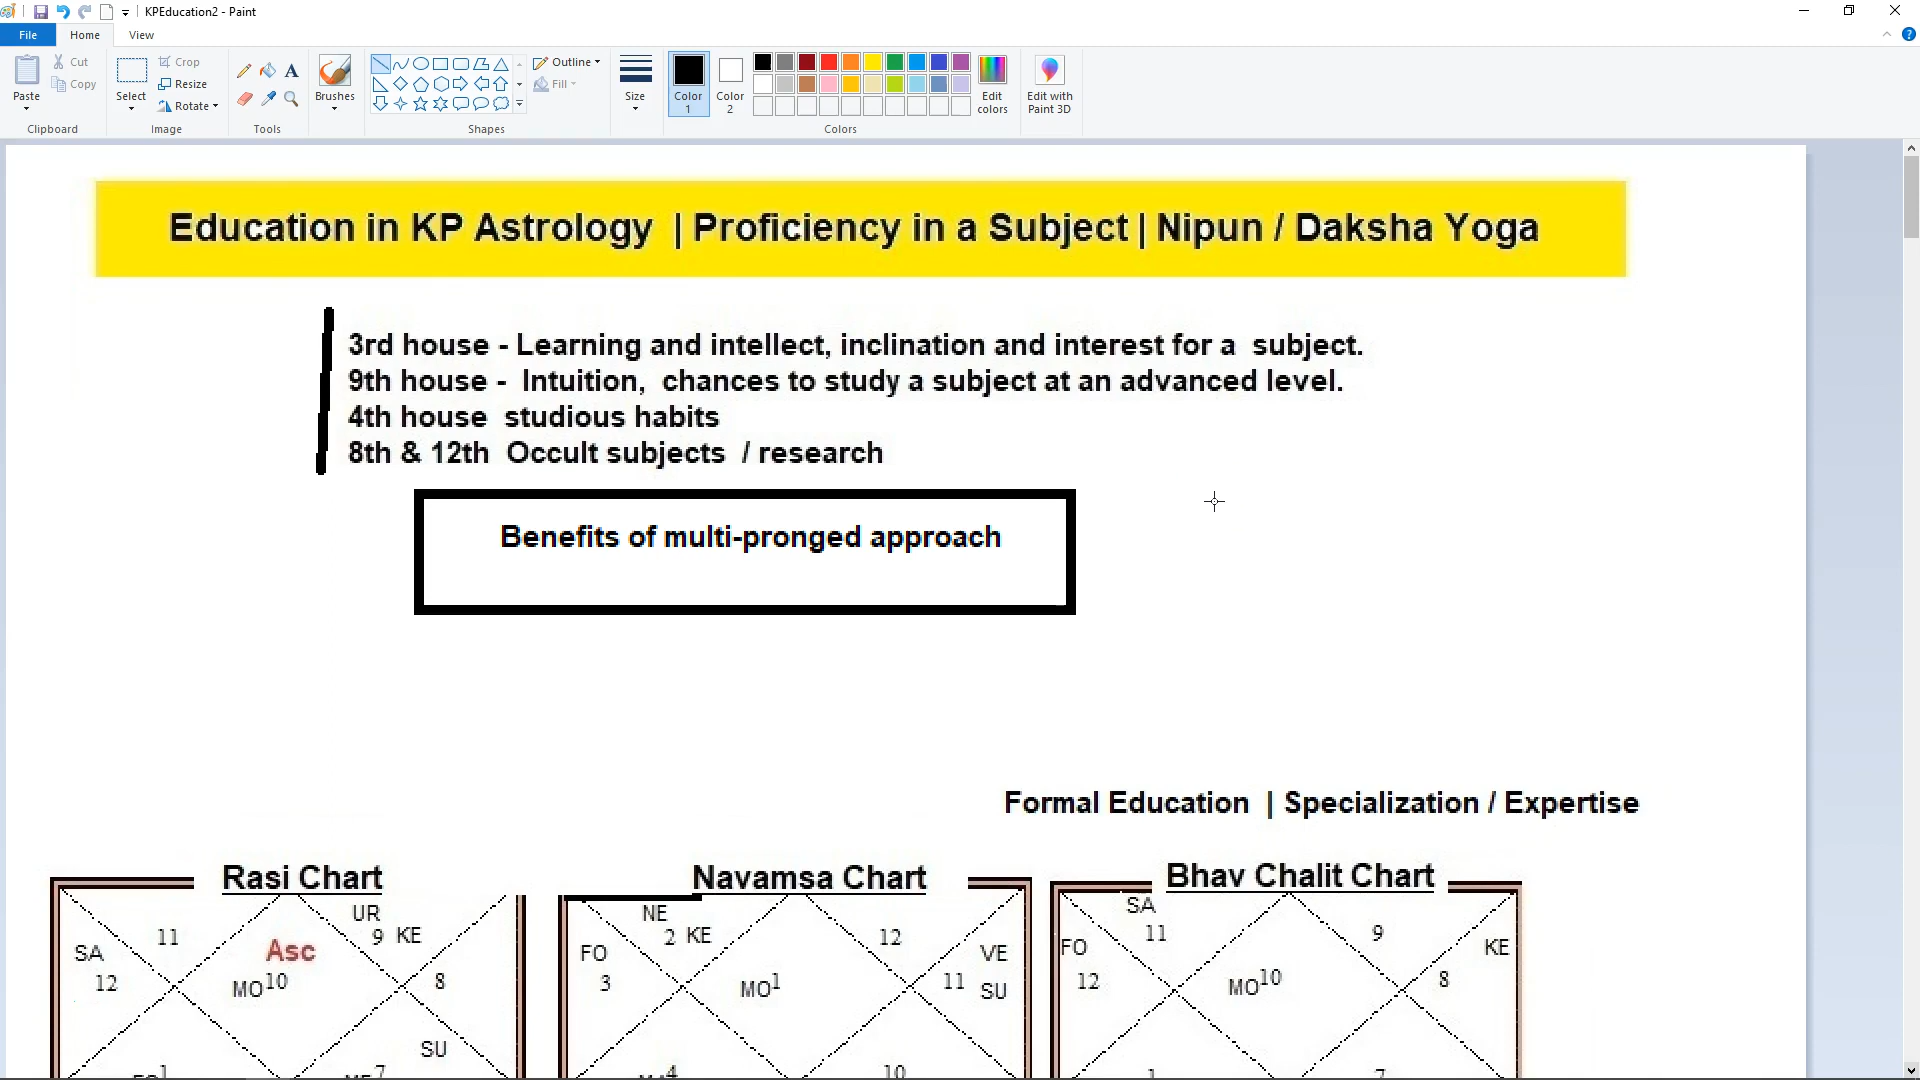 KPEducation2 - Paint
File
Home
View
Paste
Cut
Copy
Clipboard
Select
Crop
Resize
Rotate
Image
A
Tools
Brushes
Outline
Fill
Shapes
Size
Color 1
Color 2
Edit colors
Colors
Edit with Paint 3D
Education in KP Astrology | Proficiency in a Subject | Nipun / Daksha Yoga
3rd house - Learning and intellect, inclination and interest for a subject.
9th house - Intuition, chances to study a subject at an advanced level.
4th house studious habits
8th & 12th Occult subjects / research
Benefits of multi-pronged approach
Formal Education | Specialization / Expertise
Rasi Chart
UR
11
Asc
9 KE
SA
12
MO10
8
SU
7
Navamsa Chart
NE
2 KE
12
FO
3
MO1
VE
11 SU
4
10
Bhav Chalit Chart
SA
11
9
FO
12
MO10
KE
8
1
7